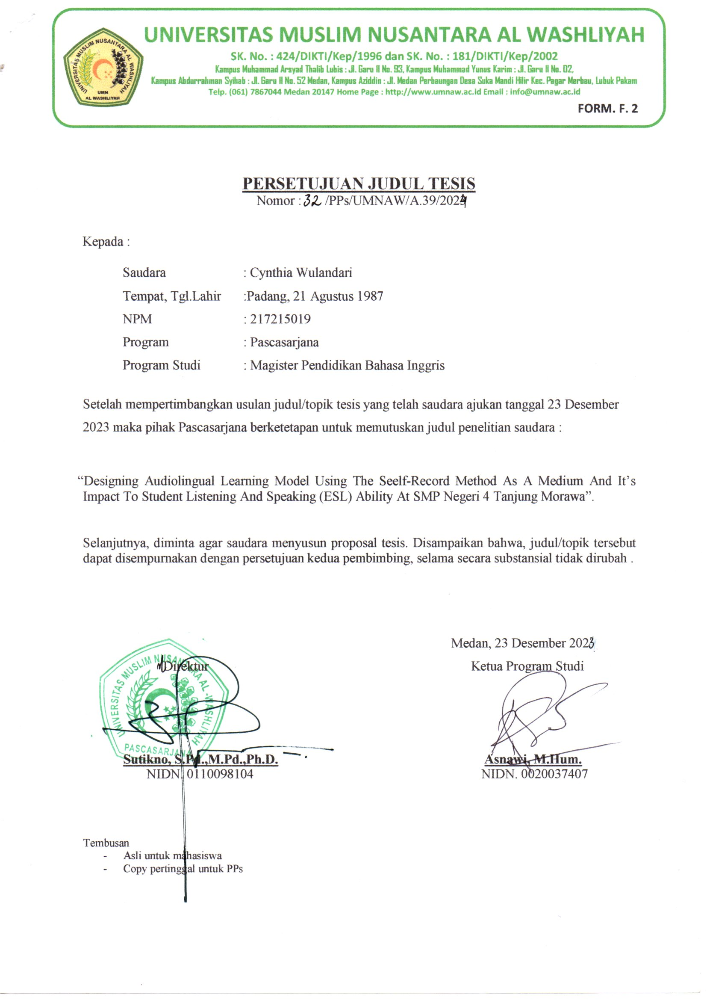 UNIVERSITAS MUSLIM NUSANTARA AL WASHLIYAH
SK. No. : 424/DIKTI/Kep/1996 dan SK. No. : 181/DIKTI/Kep/2002
Kampus Muhammad Arsyad Thalib Lubis : Jl. Garu II No. 93, Kampus Muhammad Yunus Karim : Jl. Garu II No. 02,
Kampus Abdurrahman Syihab : Jl. Garu II No. 52 Medan, Kampus Aziddin : Jl. Medan Perbaungan Desa Suka Mandi Hilir Kec. Pagar Merbau, Lubuk Pakam
Telp. (061) 7867044 Medan 20147 Home Page : http://www.umnaw.ac.id Email : info@umnaw.ac.id
FORM. F. 2
UNIVERSITAS MUSLIM NUSANTARA AL WASHLIYAH
UMN
AL WASHLIYAH
PERSETUJUAN JUDUL TESIS
Nomor : 32 /PPs/UMNAW/A.39/2024
Kepada :
Saudara : Cynthia Wulandari
Tempat, Tgl.Lahir :Padang, 21 Agustus 1987
NPM : 217215019
Program : Pascasarjana
Program Studi : Magister Pendidikan Bahasa Inggris
Setelah mempertimbangkan usulan judul/topik tesis yang telah saudara ajukan tanggal 23 Desember
2023 maka pihak Pascasarjana berketetapan untuk memutuskan judul penelitian saudara :
“Designing Audiolingual Learning Model Using The Seelf-Record Method As A Medium And It’s
Impact To Student Listening And Speaking (ESL) Ability At SMP Negeri 4 Tanjung Morawa”.
Selanjutnya, diminta agar saudara menyusun proposal tesis. Disampaikan bahwa, judul/topik tersebut
dapat disempurnakan dengan persetujuan kedua pembimbing, selama secara substansial tidak dirubah .
Medan, 23 Desember 2023
Direktur
Ketua Program Studi
UNIVERSITAS MUSLIM NUSANTARA AL-WASHLIYAH
PASCASARJANA
Sutikno, S.Pd.,M.Pd.,Ph.D.
NIDN. 0110098104
Asnawi, M.Hum.
NIDN. 0020037407
Tembusan
- Asli untuk mahasiswa
- Copy pertinggal untuk PPs